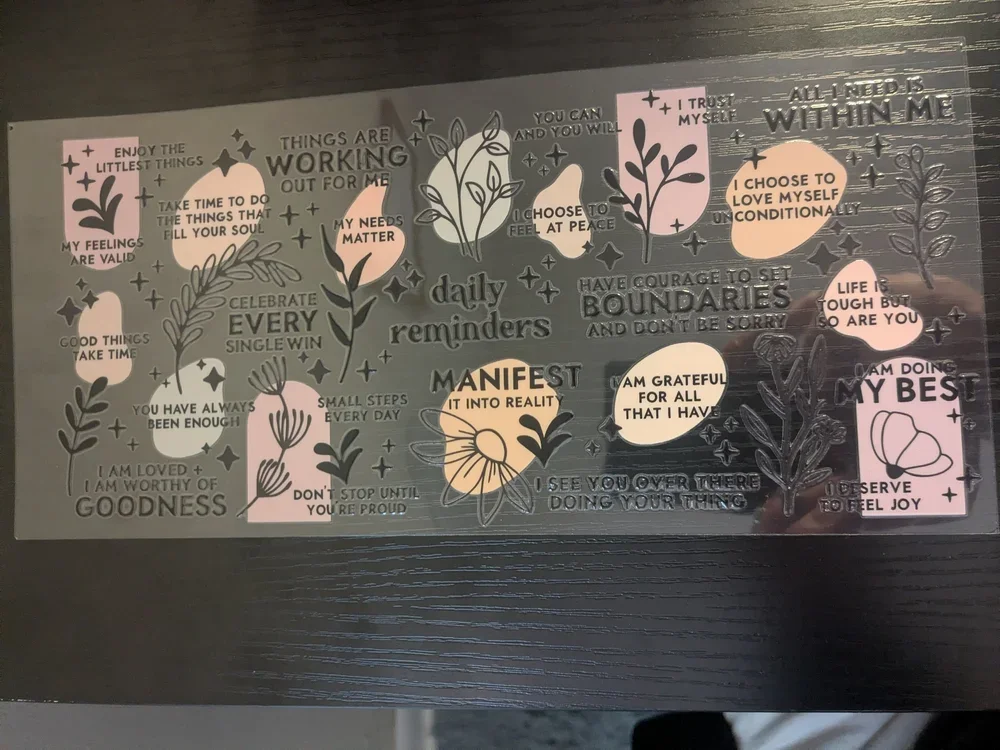 ENJOY THE
LITTLEST THINGS
MY FEELINGS
ARE VALID
TAKE TIME TO DO
THE THINGS THAT
FILL YOUR SOUL
THINGS ARE
WORKING
OUT FOR ME
MY NEEDS
MATTER
YOU CAN
AND YOU WILL
I CHOOSE TO
FEEL AT PEACE
I TRUST
MYSELF
ALL I NEED IS
WITHIN ME
I CHOOSE TO
LOVE MYSELF
UNCONDITIONALLY
GOOD THINGS
TAKE TIME
CELEBRATE
EVERY
SINGLE WIN
daily
reminders
HAVE COURAGE TO SET
BOUNDARIES
AND DON'T BE SORRY
LIFE IS
TOUGH BUT
SO ARE YOU
YOU HAVE ALWAYS
BEEN ENOUGH
SMALL STEPS
EVERY DAY
MANIFEST
IT INTO REALITY
I AM GRATEFUL
FOR ALL
THAT I HAVE
I AM DOING
MY BEST
I AM LOVED +
I AM WORTHY OF
GOODNESS
DON'T STOP UNTIL
YOU'RE PROUD
I SEE YOU OVER THERE
DOING YOUR THING
I DESERVE
TO FEEL JOY